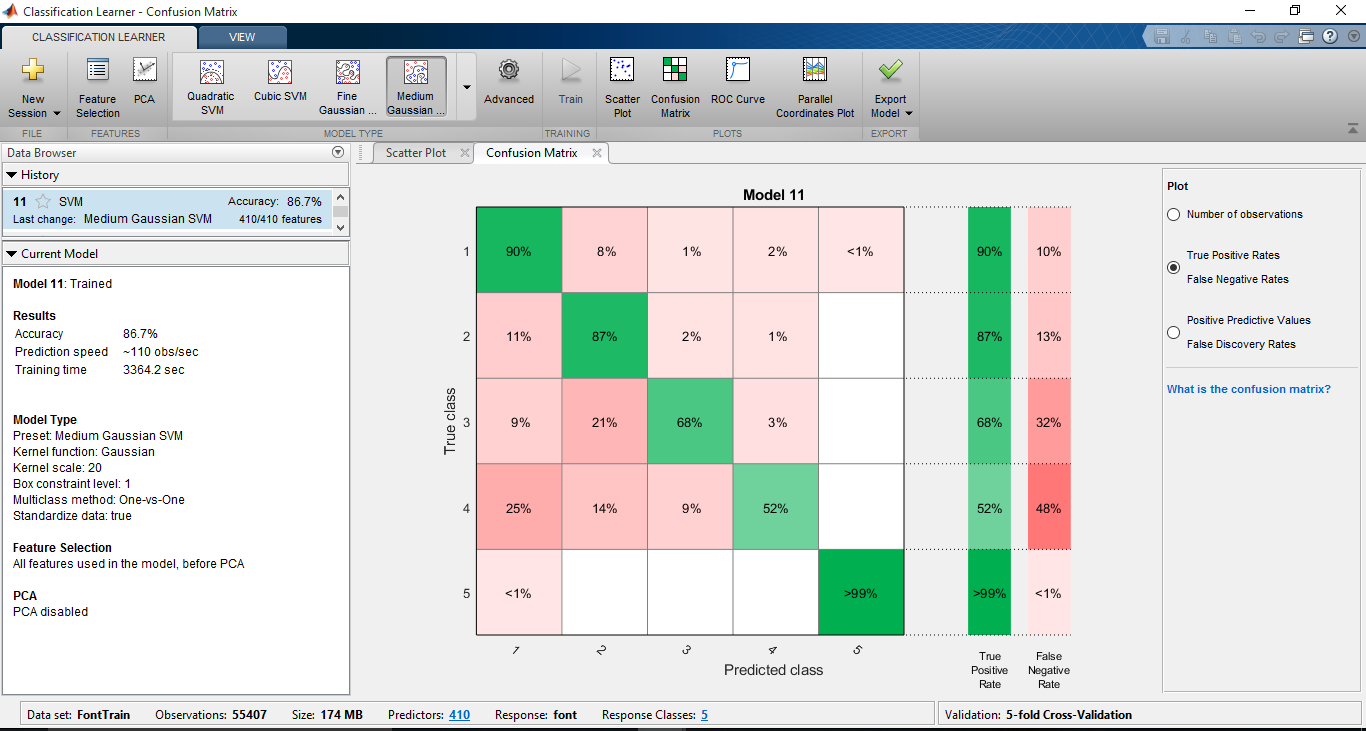 Classification Learner - Confusion Matrix
CLASSIFICATION LEARNER
VIEW
New
Session
Feature
Selection
PCA
Quadratic
SVM
Cubic SVM
Fine
Gaussian ...
Medium
Gaussian ...
Advanced
Train
Scatter
Plot
Confusion
Matrix
ROC Curve
Parallel
Coordinates Plot
Export
Model
FILE
FEATURES
MODEL TYPE
TRAINING
PLOTS
EXPORT
Data Browser
History
11 SVM Accuracy: 86.7%
Last change: Medium Gaussian SVM 410/410 features
Current Model
Model 11: Trained
Results
Accuracy 86.7%
Prediction speed ~110 obs/sec
Training time 3364.2 sec
Model Type
Preset: Medium Gaussian SVM
Kernel function: Gaussian
Kernel scale: 20
Box constraint level: 1
Multiclass method: One-vs-One
Standardize data: true
Feature Selection
All features used in the model, before PCA
PCA
PCA disabled
Scatter Plot
Confusion Matrix
Model 11
True class
1 90% 8% 1% 2% <1% 90% 10%
2 11% 87% 2% 1% 87% 13%
3 9% 21% 68% 3% 68% 32%
4 25% 14% 9% 52% 52% 48%
5 <1% >99% >99% <1%
1 2 3 4 5
Predicted class
True
Positive
Rate
False
Negative
Rate
Plot
Number of observations
True Positive Rates
False Negative Rates
Positive Predictive Values
False Discovery Rates
What is the confusion matrix?
Data set: FontTrain Observations: 55407 Size: 174 MB Predictors: 410 Response: font Response Classes: 5
Validation: 5-fold Cross-Validation